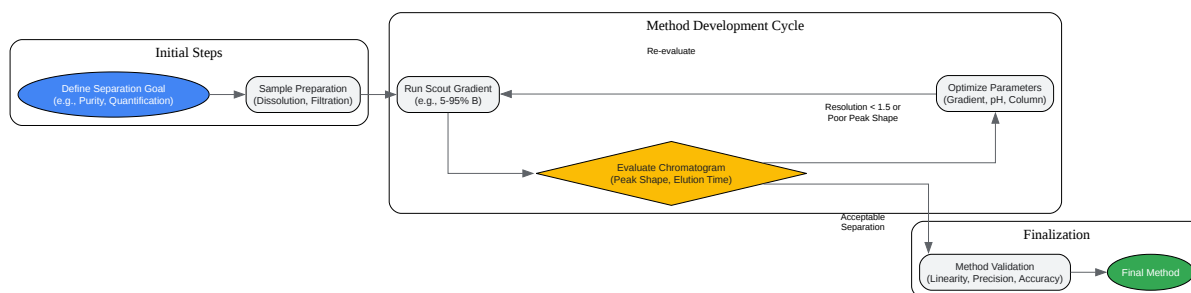 Initial Steps
Define Separation Goal
(e.g., Purity, Quantification)
Sample Preparation
(Dissolution, Filtration)
Method Development Cycle
Re-evaluate
Run Scout Gradient
(e.g., 5-95% B)
Optimize Parameters
(Gradient, pH, Column)
Resolution < 1.5 or
Poor Peak Shape
Evaluate Chromatogram
(Peak Shape, Elution Time)
Acceptable
Separation
Finalization
Method Validation
(Linearity, Precision, Accuracy)
Final Method